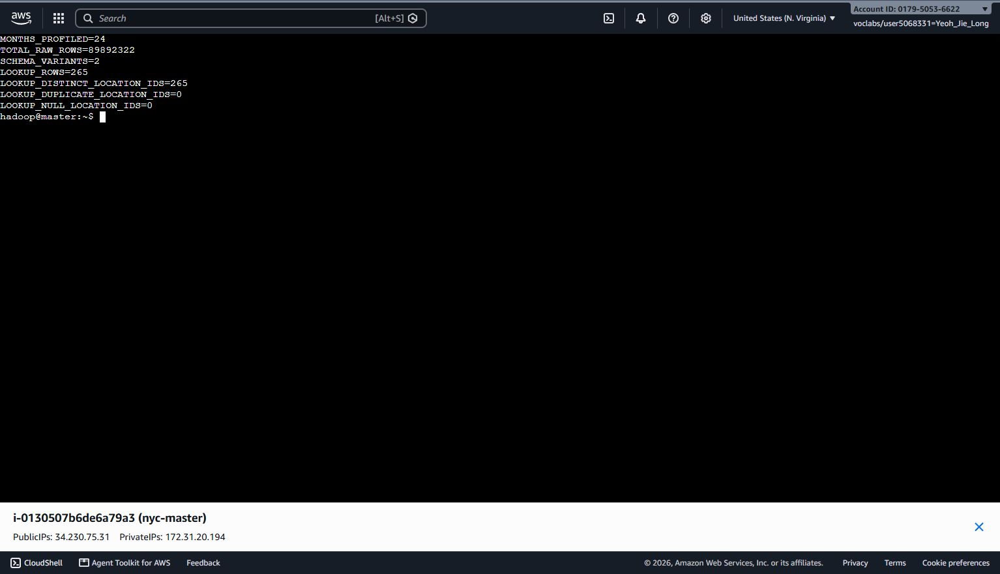 aws
Search
[Alt+S]
United States (N. Virginia) ▼
Account ID: 0179-5053-6622 ▼
voclabs/user5068331=Yeoh_Jie_Long
MONTHS_PROFILED=24
TOTAL_RAW_ROWS=89892322
SCHEMA_VARIANTS=2
LOOKUP_ROWS=265
LOOKUP_DISTINCT_LOCATION_IDS=265
LOOKUP_DUPLICATE_LOCATION_IDS=0
LOOKUP_NULL_LOCATION_IDS=0
hadoop@master:~$
i-0130507b6de6a79a3 (nyc-master)
PublicIPs: 34.230.75.31 PrivateIPs: 172.31.20.194
CloudShell
Agent Toolkit for AWS
Feedback
© 2026, Amazon Web Services, Inc. or its affiliates.
Privacy
Terms
Cookie preferences